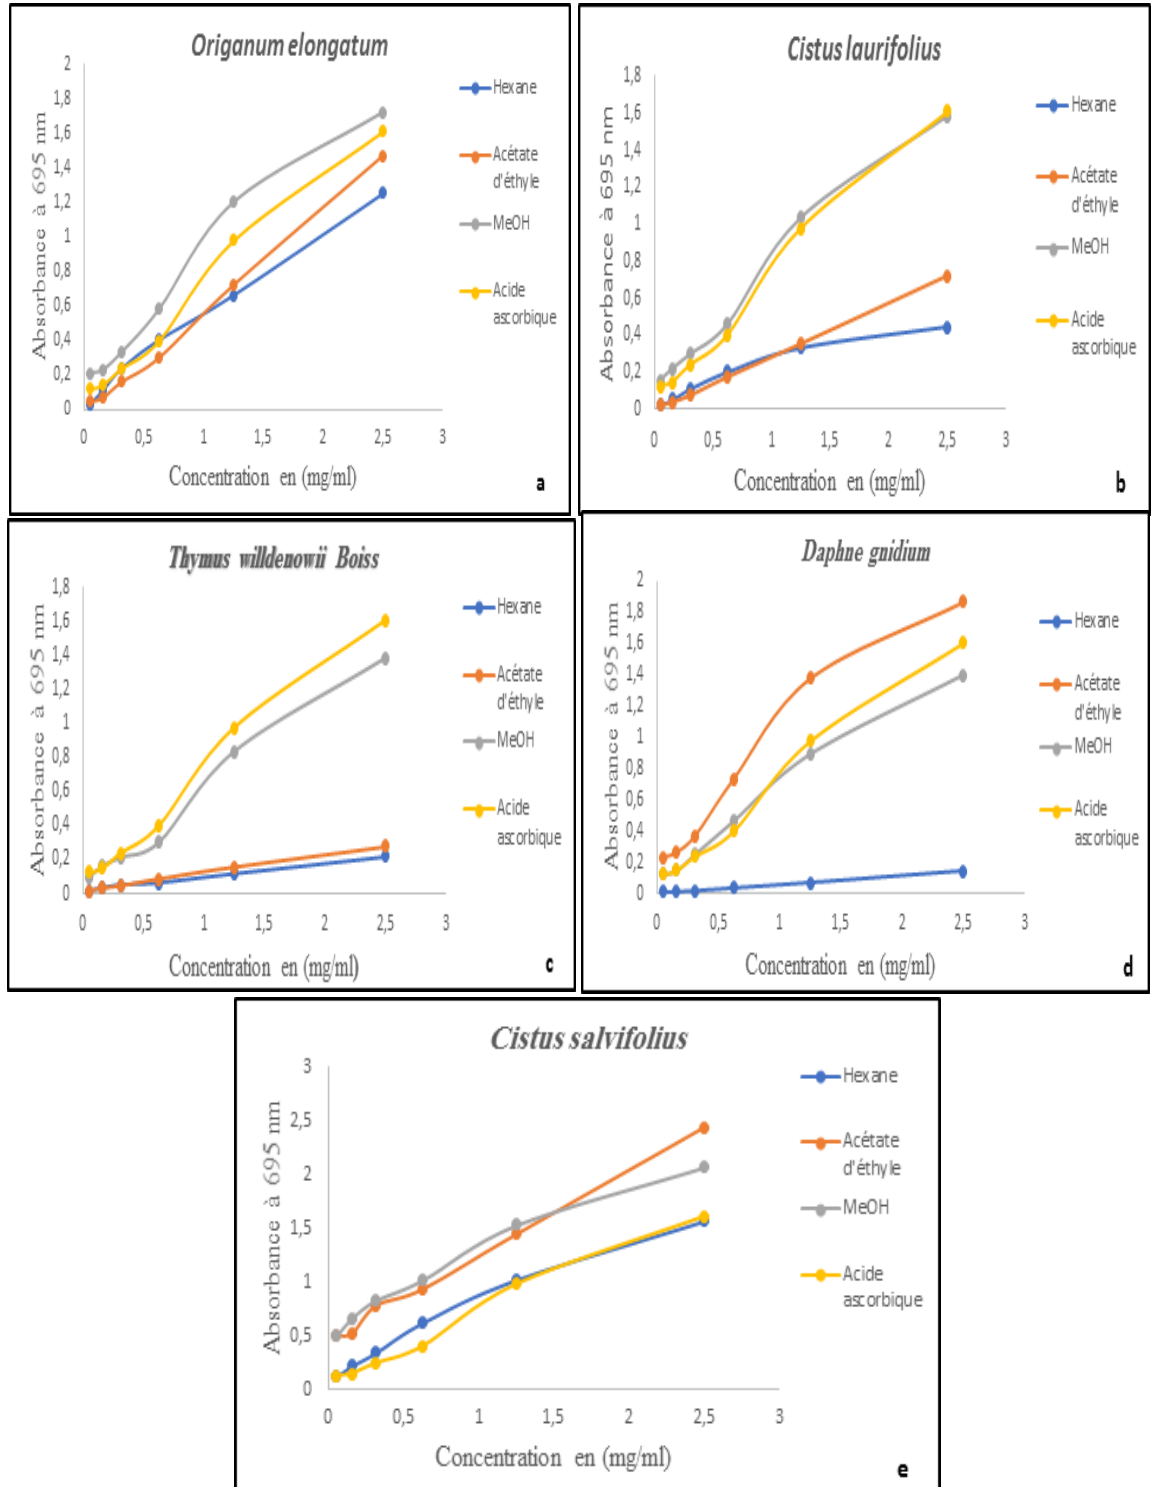 Origanum elongatum
Absorbance à 695 nm
2
1,8
1,6
1,4
1,2
1
0,8
0,6
0,4
0,2
0
0
0,5
1
1,5
2
2,5
3
Concentration en (mg/ml)
Hexane
Acétate
d'éthyle
MeOH
Acide
ascorbique
a
Cistus laurifolius
Absorbance à 695 nm
1,8
1,6
1,4
1,2
1
0,8
0,6
0,4
0,2
0
0
0,5
1
1,5
2
2,5
3
Concentration en (mg/ml)
Hexane
Acétate
d'éthyle
MeOH
Acide
ascorbique
b
Thymus willdenowii Boiss
Absorbance à 695 nm
1,8
1,6
1,4
1,2
1
0,8
0,6
0,4
0,2
0
0
0,5
1
1,5
2
2,5
3
Concentration en (mg/ml)
Hexane
Acétate
d'éthyle
MeOH
Acide
ascorbique
c
Daphne gnidium
Absorbance à 695 nm
2
1,8
1,6
1,4
1,2
1
0,8
0,6
0,4
0,2
0
0
0,5
1
1,5
2
2,5
3
Concentration en (mg/ml)
Hexane
Acétate
d'éthyle
MeOH
Acide
ascorbique
d
Cistus salvifolius
Absorbance à 695 nm
3
2,5
2
1,5
1
0,5
0
0
0,5
1
1,5
2
2,5
3
Concentration en (mg/ml)
Hexane
Acétate
d'éthyle
MeOH
Acide
ascorbique
e